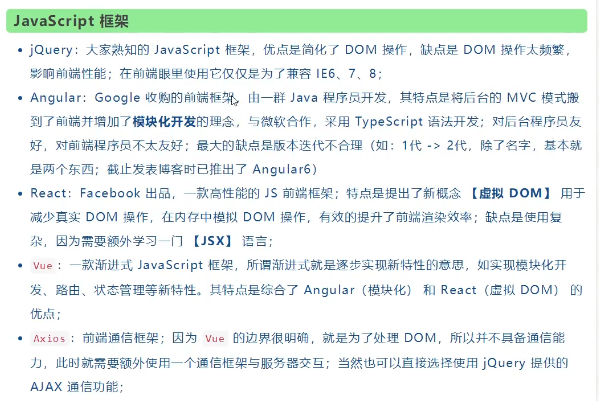 JavaScript 框架
jQuery：大家熟知的 JavaScript 框架，优点是简化了 DOM 操作，缺点是 DOM 操作太频繁，
影响前端性能；在前端眼里使用它仅仅是为了兼容 IE6、7、8；
Angular：Google 收购的前端框架，由一群 Java 程序员开发，其特点是将后台的 MVC 模式搬
到了前端并增加了模块化开发的理念，与微软合作，采用 TypeScript 语法开发；对后台程序员友
好，对前端程序员不太友好；最大的缺点是版本迭代不合理（如：1代 -> 2代，除了名字，基本就
是两个东西；截止发表博客时已推出了 Angular6）
React：Facebook 出品，一款高性能的 JS 前端框架；特点是提出了新概念 【虚拟 DOM】 用于
减少真实 DOM 操作，在内存中模拟 DOM 操作，有效的提升了前端渲染效率；缺点是使用复
杂，因为需要额外学习一门 【JSX】 语言；
Vue：一款渐进式 JavaScript 框架，所谓渐进式就是逐步实现新特性的意思，如实现模块化开
发、路由、状态管理等新特性。其特点是综合了 Angular（模块化） 和 React（虚拟 DOM） 的
优点；
Axios：前端通信框架；因为 Vue 的边界很明确，就是为了处理 DOM，所以并不具备通信能
力，此时就需要额外使用一个通信框架与服务器交互；当然也可以直接选择使用 jQuery 提供的
AJAX 通信功能；